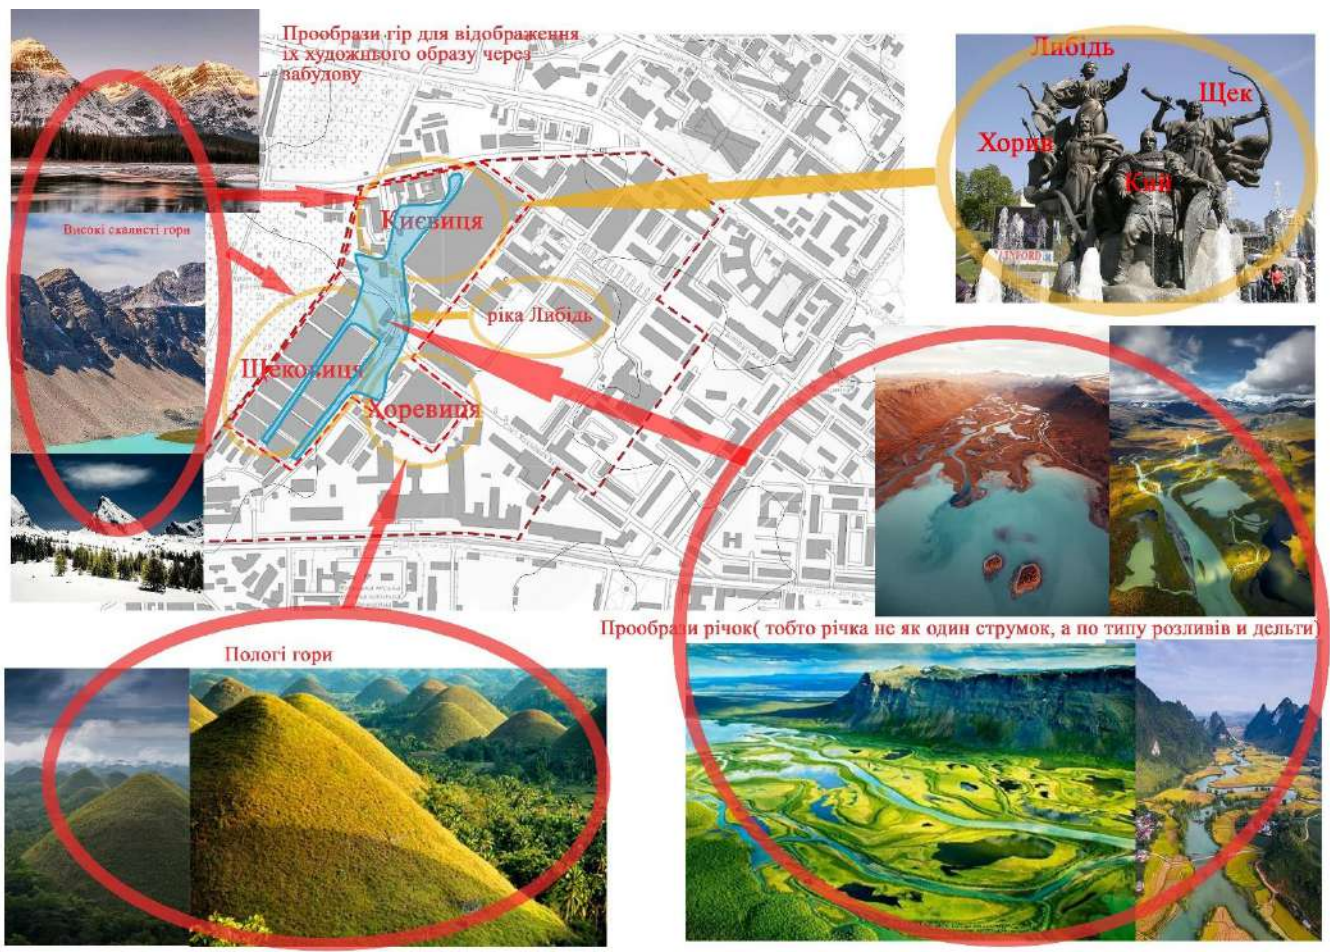 Прообрази гір для відображення
їх художнього образу через
забудову
Либідь
Щек
Хорив
Кий
Високі скалисті гори
Києвиця
ріка Либідь
Щековиця
Хоревиця
Прообрази річок( тобто річка не як один струмок, а по типу розливів и дельти)
Пологі гори